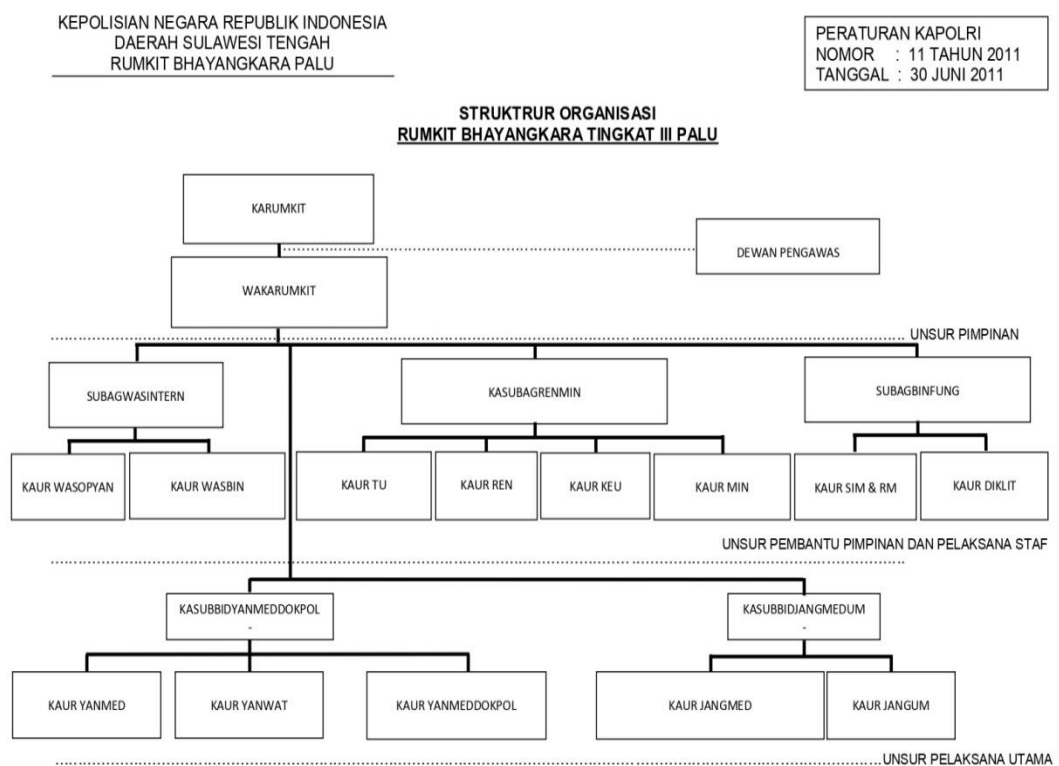 KEPOLISIAN NEGARA REPUBLIK INDONESIA
DAERAH SULAWESI TENGAH
RUMKIT BHAYANGKARA PALU
PERATURAN KAPOLRI
NOMOR : 11 TAHUN 2011
TANGGAL : 30 JUNI 2011
STRUKTRUR ORGANISASI
RUMKIT BHAYANGKARA TINGKAT III PALU
KARUMKIT
DEWAN PENGAWAS
WAKARUMKIT
UNSUR PIMPINAN
SUBAGWASINTERN
KASUBAGRENMIN
SUBAGBINFUNG
KAUR WASOPYAN
KAUR WASBIN
KAUR TU
KAUR REN
KAUR KEU
KAUR MIN
KAUR SIM & RM
KAUR DIKLIT
UNSUR PEMBANTU PIMPINAN DAN PELAKSANA STAF
KASUBBIDYANMEDDOKPOL
-
KASUBBIDJANGMEDUM
-
KAUR YANMED
KAUR YANWAT
KAUR YANMEDDOKPOL
KAUR JANGMED
KAUR JANGUM
UNSUR PELAKSANA UTAMA